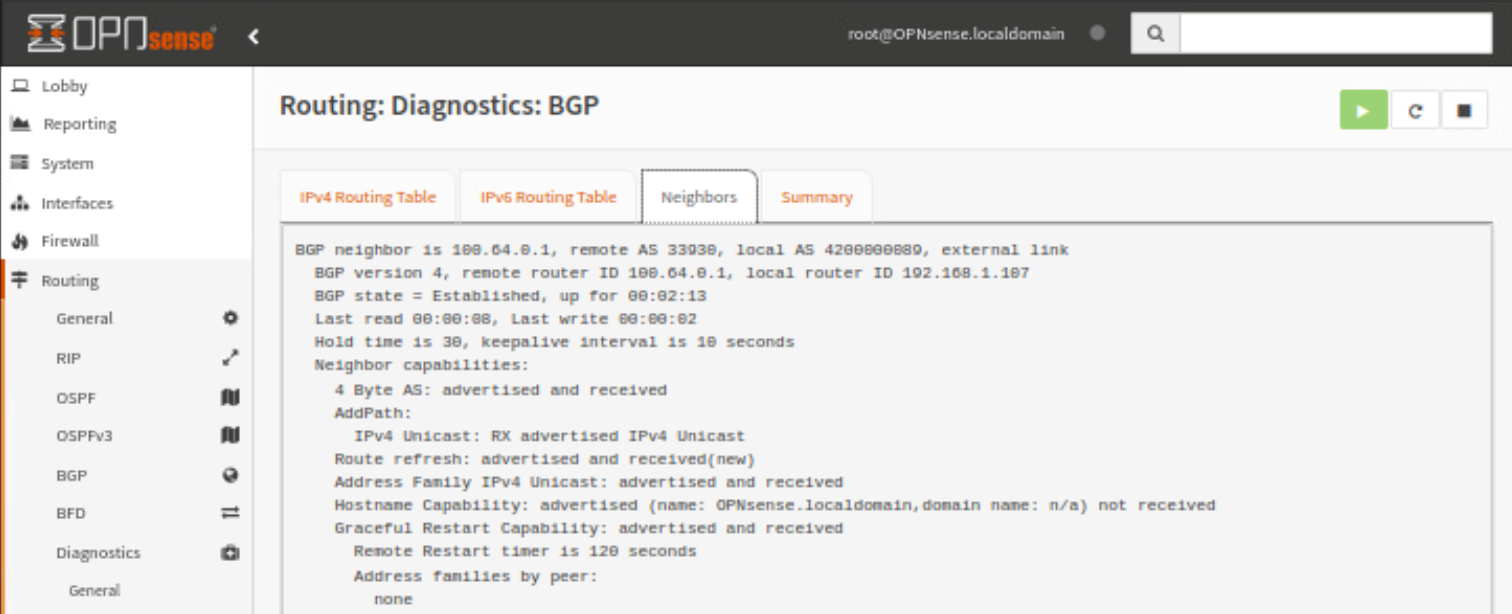 OPNsense
root@OPNsense.localdomain
Lobby
Reporting
System
Interfaces
Firewall
Routing
General
RIP
OSPF
OSPFv3
BGP
BFD
Diagnostics
General
Routing: Diagnostics: BGP
IPv4 Routing Table
IPv6 Routing Table
Neighbors
Summary
BGP neighbor is 100.64.0.1, remote AS 33930, local AS 4200000089, external link
BGP version 4, remote router ID 100.64.0.1, local router ID 192.168.1.107
BGP state = Established, up for 00:02:13
Last read 00:00:08, Last write 00:00:02
Hold time is 30, keepalive interval is 10 seconds
Neighbor capabilities:
4 Byte AS: advertised and received
AddPath:
IPv4 Unicast: RX advertised IPv4 Unicast
Route refresh: advertised and received(new)
Address Family IPv4 Unicast: advertised and received
Hostname Capability: advertised (name: OPNsense.localdomain,domain name: n/a) not received
Graceful Restart Capability: advertised and received
Remote Restart timer is 120 seconds
Address families by peer:
none